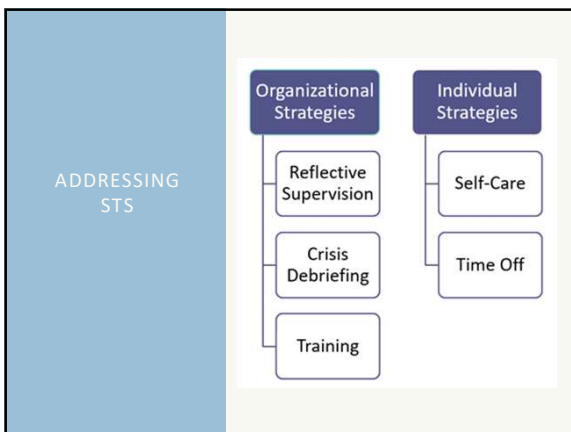 ADDRESSING
STS
Organizational
Strategies
Reflective
Supervision
Crisis
Debriefing
Training
Individual
Strategies
Self-Care
Time Off